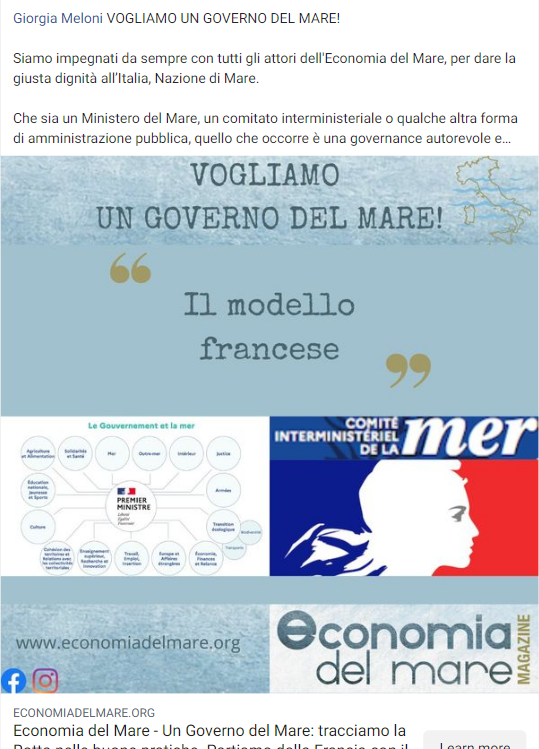 Giorgia Meloni VOGLIAMO UN GOVERNO DEL MARE!
Siamo impegnati da sempre con tutti gli attori dell'Economia del Mare, per dare la
giusta dignità all'Italia, Nazione di Mare.
Che sia un Ministero del Mare, un comitato interministeriale o qualche altra forma
di amministrazione pubblica, quello che occorre è una governance autorevole e...
VOGLIAMO
UN GOVERNO DEL MARE!
“
Il modello
francese
”
Le Gouvernement et la mer
Agriculture
et Alimentation
Solidarités
et Santé
Mer
Outre-mer
Intérieur
Justice
Éducation
nationale,
Jeunesse
et Sports
PREMIER
MINISTRE
Liberté
Égalité
Fraternité
Armées
Culture
Transition
écologique
Biodiversité
Transports
Cohésion des
territoires et
Relations avec
les collectivités
territoriales
Enseignement
supérieur,
Recherche et
Innovation
Travail,
Emploi,
Insertion
Europe et
Affaires
étrangères
Économie,
Finances
et Relance
COMITÉ
INTERMINISTÉRIEL
DE LA
mer
www.economiadelmare.org
economia
del mare
MAGAZINE
ECONOMIADELMARE.ORG
Economia del Mare - Un Governo del Mare: tracciamo la
Rotta nelle buone pratiche. Partiamo dalla Francia con il
Learn more